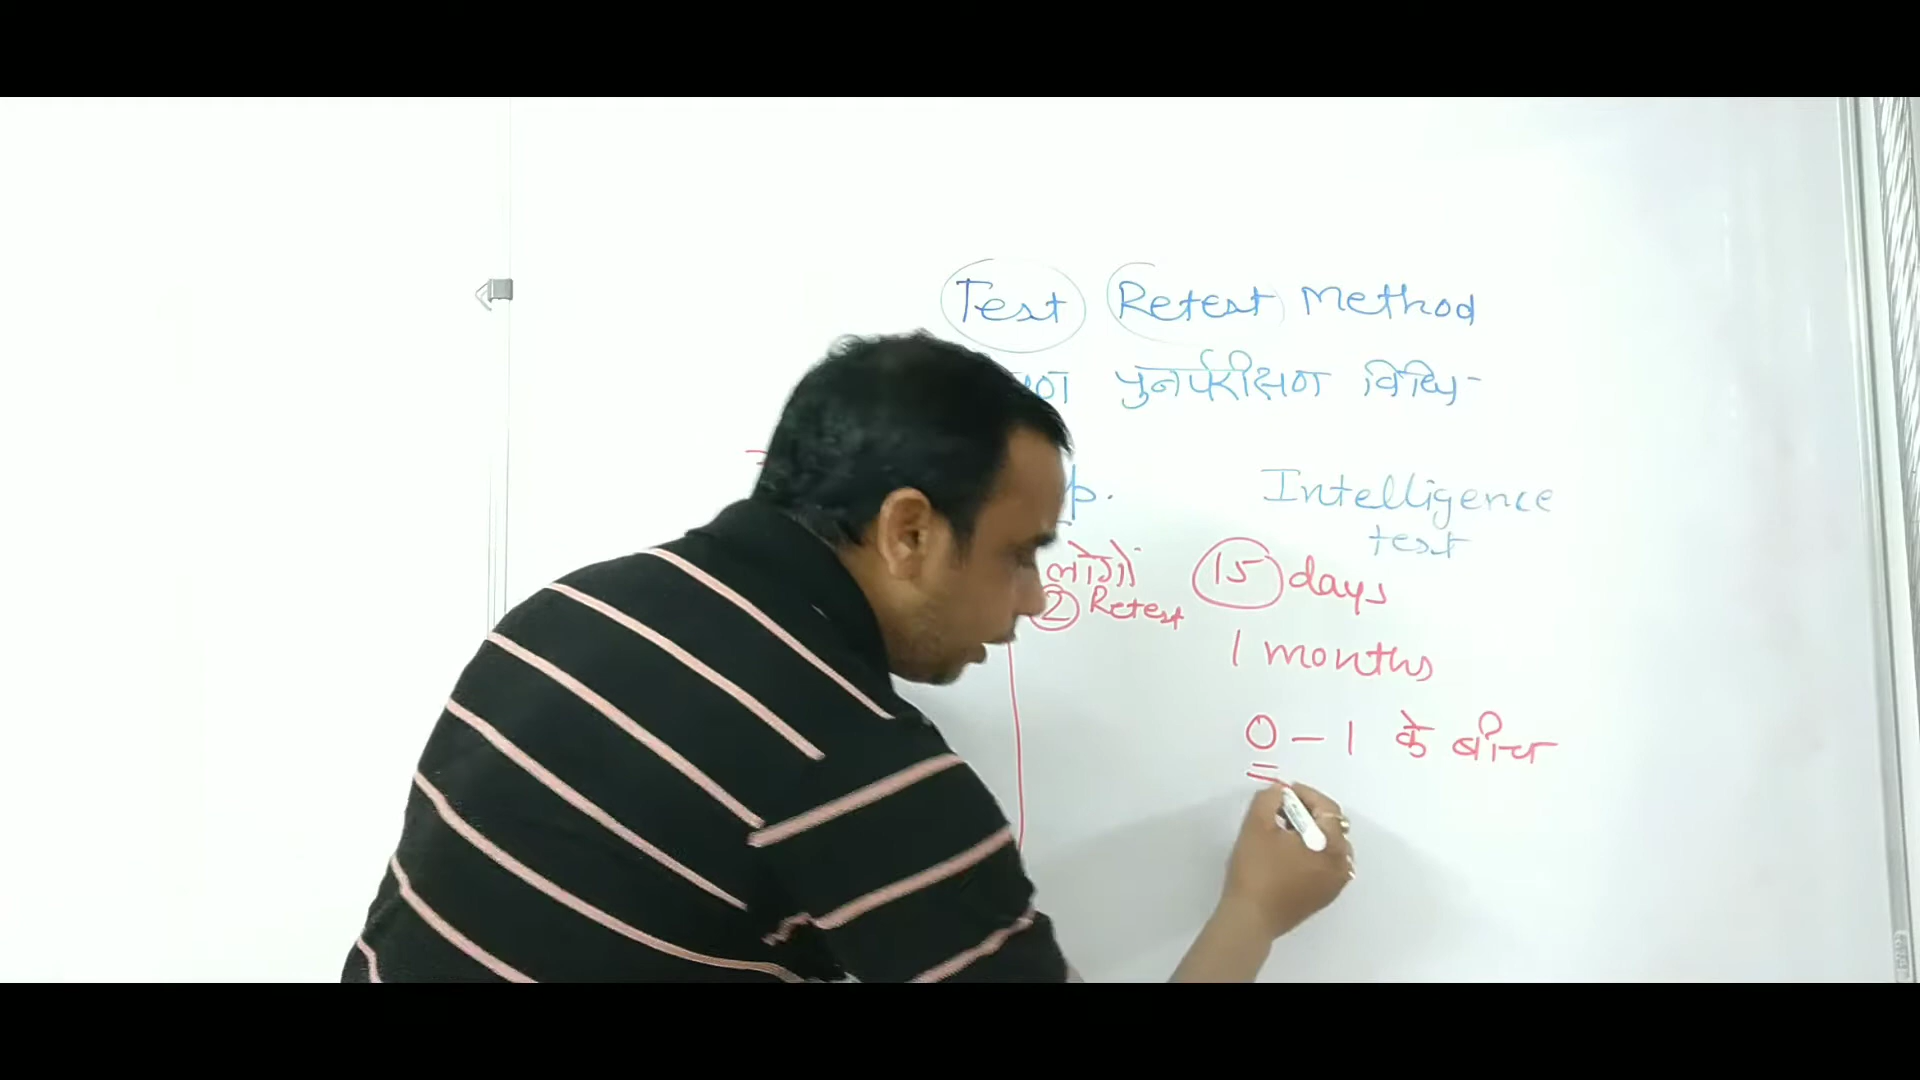 Test Retest Method
पुनर्परीक्षण विधि-
Intelligence
test
लोगों 15 days
2 Retest
1 months
0 - 1 के बीच